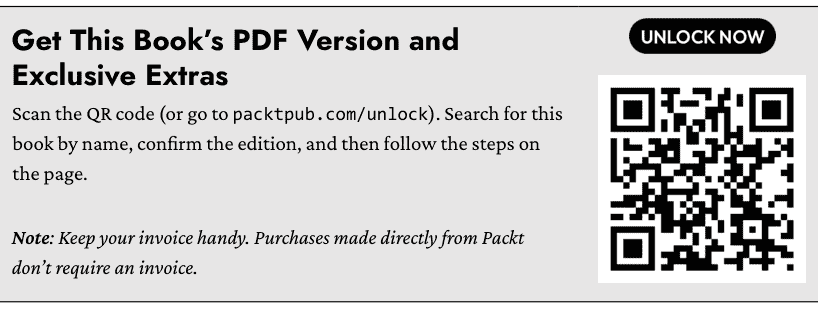 Get This Book’s PDF Version and
Exclusive Extras
UNLOCK NOW
Scan the QR code (or go to packtpub.com/unlock). Search for this
book by name, confirm the edition, and then follow the steps on
the page.
Note: Keep your invoice handy. Purchases made directly from Packt
don’t require an invoice.